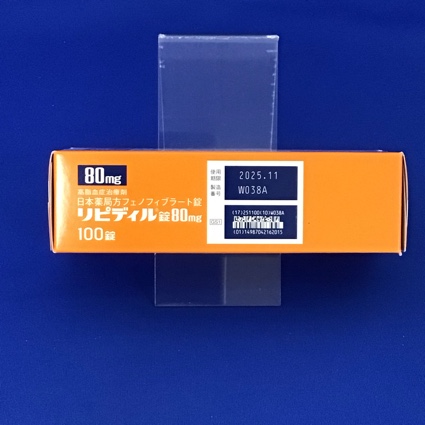 80mg
高脂血症治療剤
日本薬局方フェノフィブラート錠
リピディル錠80mg
100錠
使用
期限
2025.11
製造
番号
W038A
(17)251100(10)W038A
(01)14987042162015